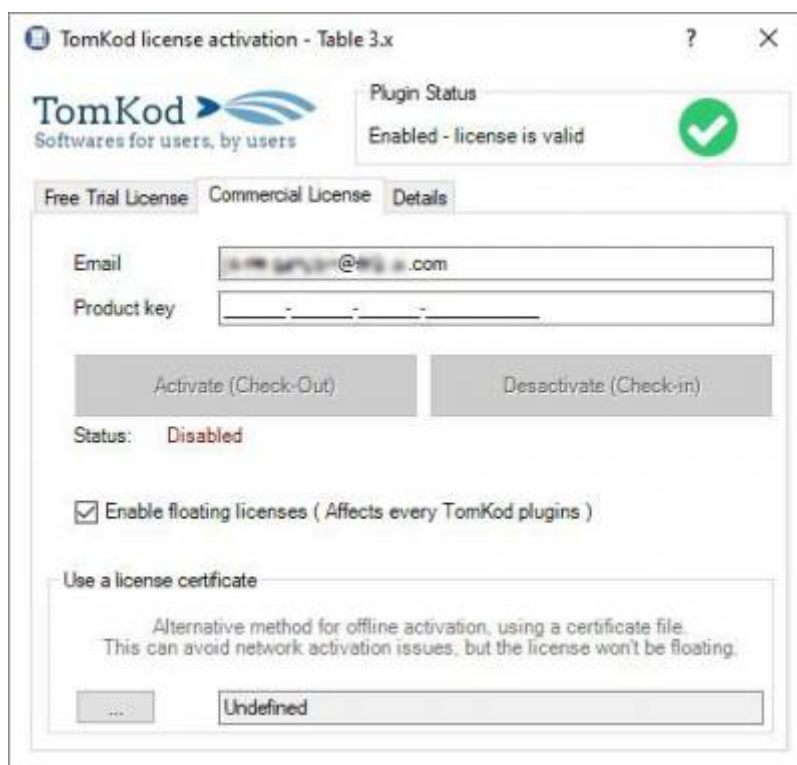 TomKod license activation - Table 3.x
?
TomKod
Softwares for users, by users
Plugin Status
Enabled - license is valid
Free Trial License
Commercial License
Details
Email
@
.com
Product key
Activate (Check-Out)
Desactivate (Check-in)
Status:
Disabled
Enable floating licenses ( Affects every TomKod plugins )
Use a license certificate
Alternative method for offline activation, using a certificate file.
This can avoid network activation issues, but the license won't be floating.
...
Undefined